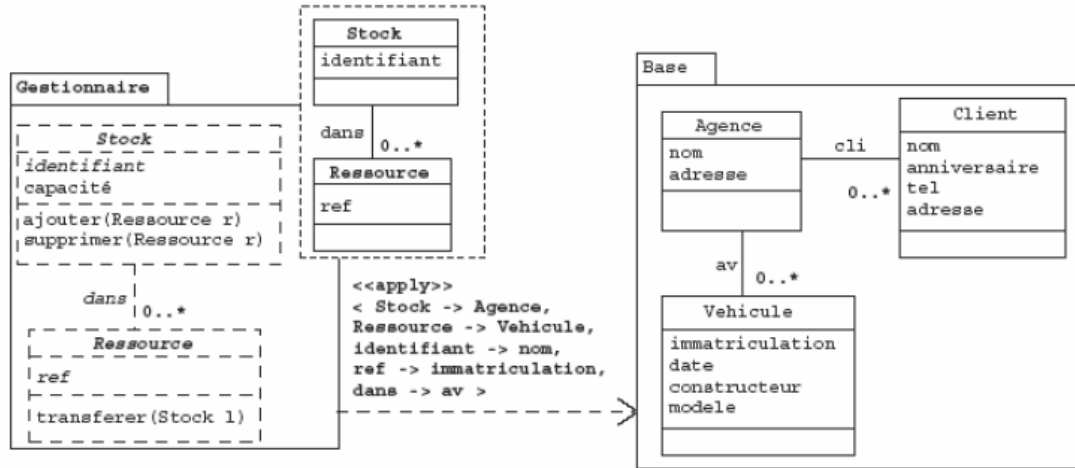 Gestionnaire
Stock
identifiant
capacité
ajouter(Ressource r)
supprimer(Ressource r)
dans
0..*
Ressource
ref
transferer(Stock l)
Stock
identifiant
dans
0..*
Ressource
ref
<<apply>>
< Stock -> Agence,
Ressource -> Vehicule,
identifiant -> nom,
ref -> immatriculation,
dans -> av >
Base
Agence
nom
adresse
cli
0..*
Client
nom
anniversaire
tel
adresse
av
0..*
Vehicule
immatriculation
date
constructeur
modele